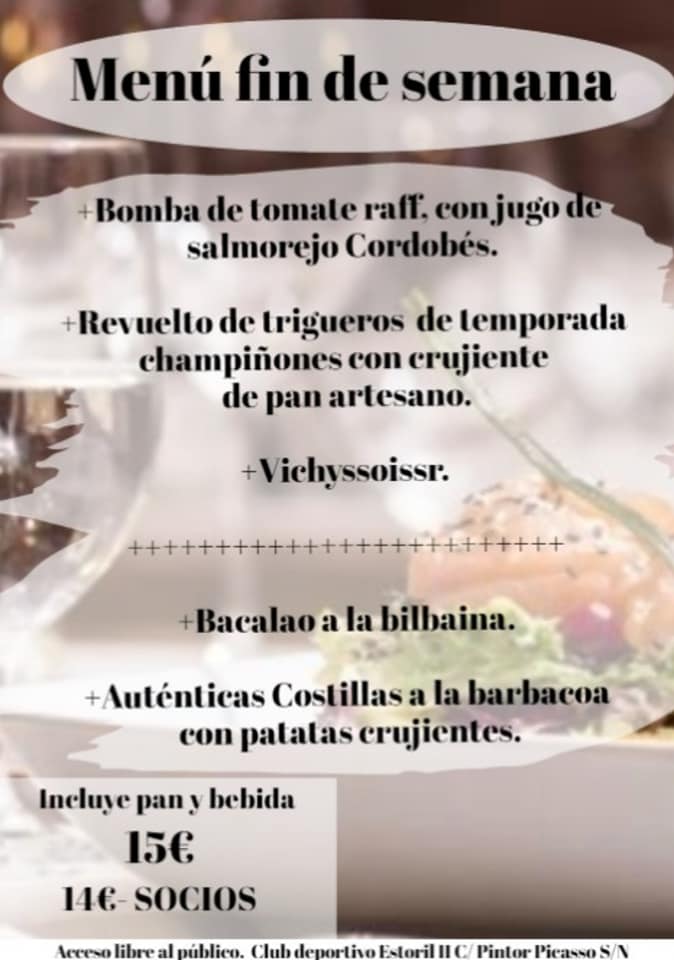 Menú fin de semana
+Bomba de tomate raff, con jugo de
salmorejo Cordobés.
+Revuelto de trigueros de temporada
champiñones con crujiente
de pan artesano.
+Vichyssoissr.
++++++++++++++++++++++++
+Bacalao a la bilbaina.
+Auténticas Costillas a la barbacoa
con patatas crujientes.
Incluye pan y bebida
15€
14€- SOCIOS
Acceso libre al público. Club deportivo Estoril II C/ Pintor Picasso S/N